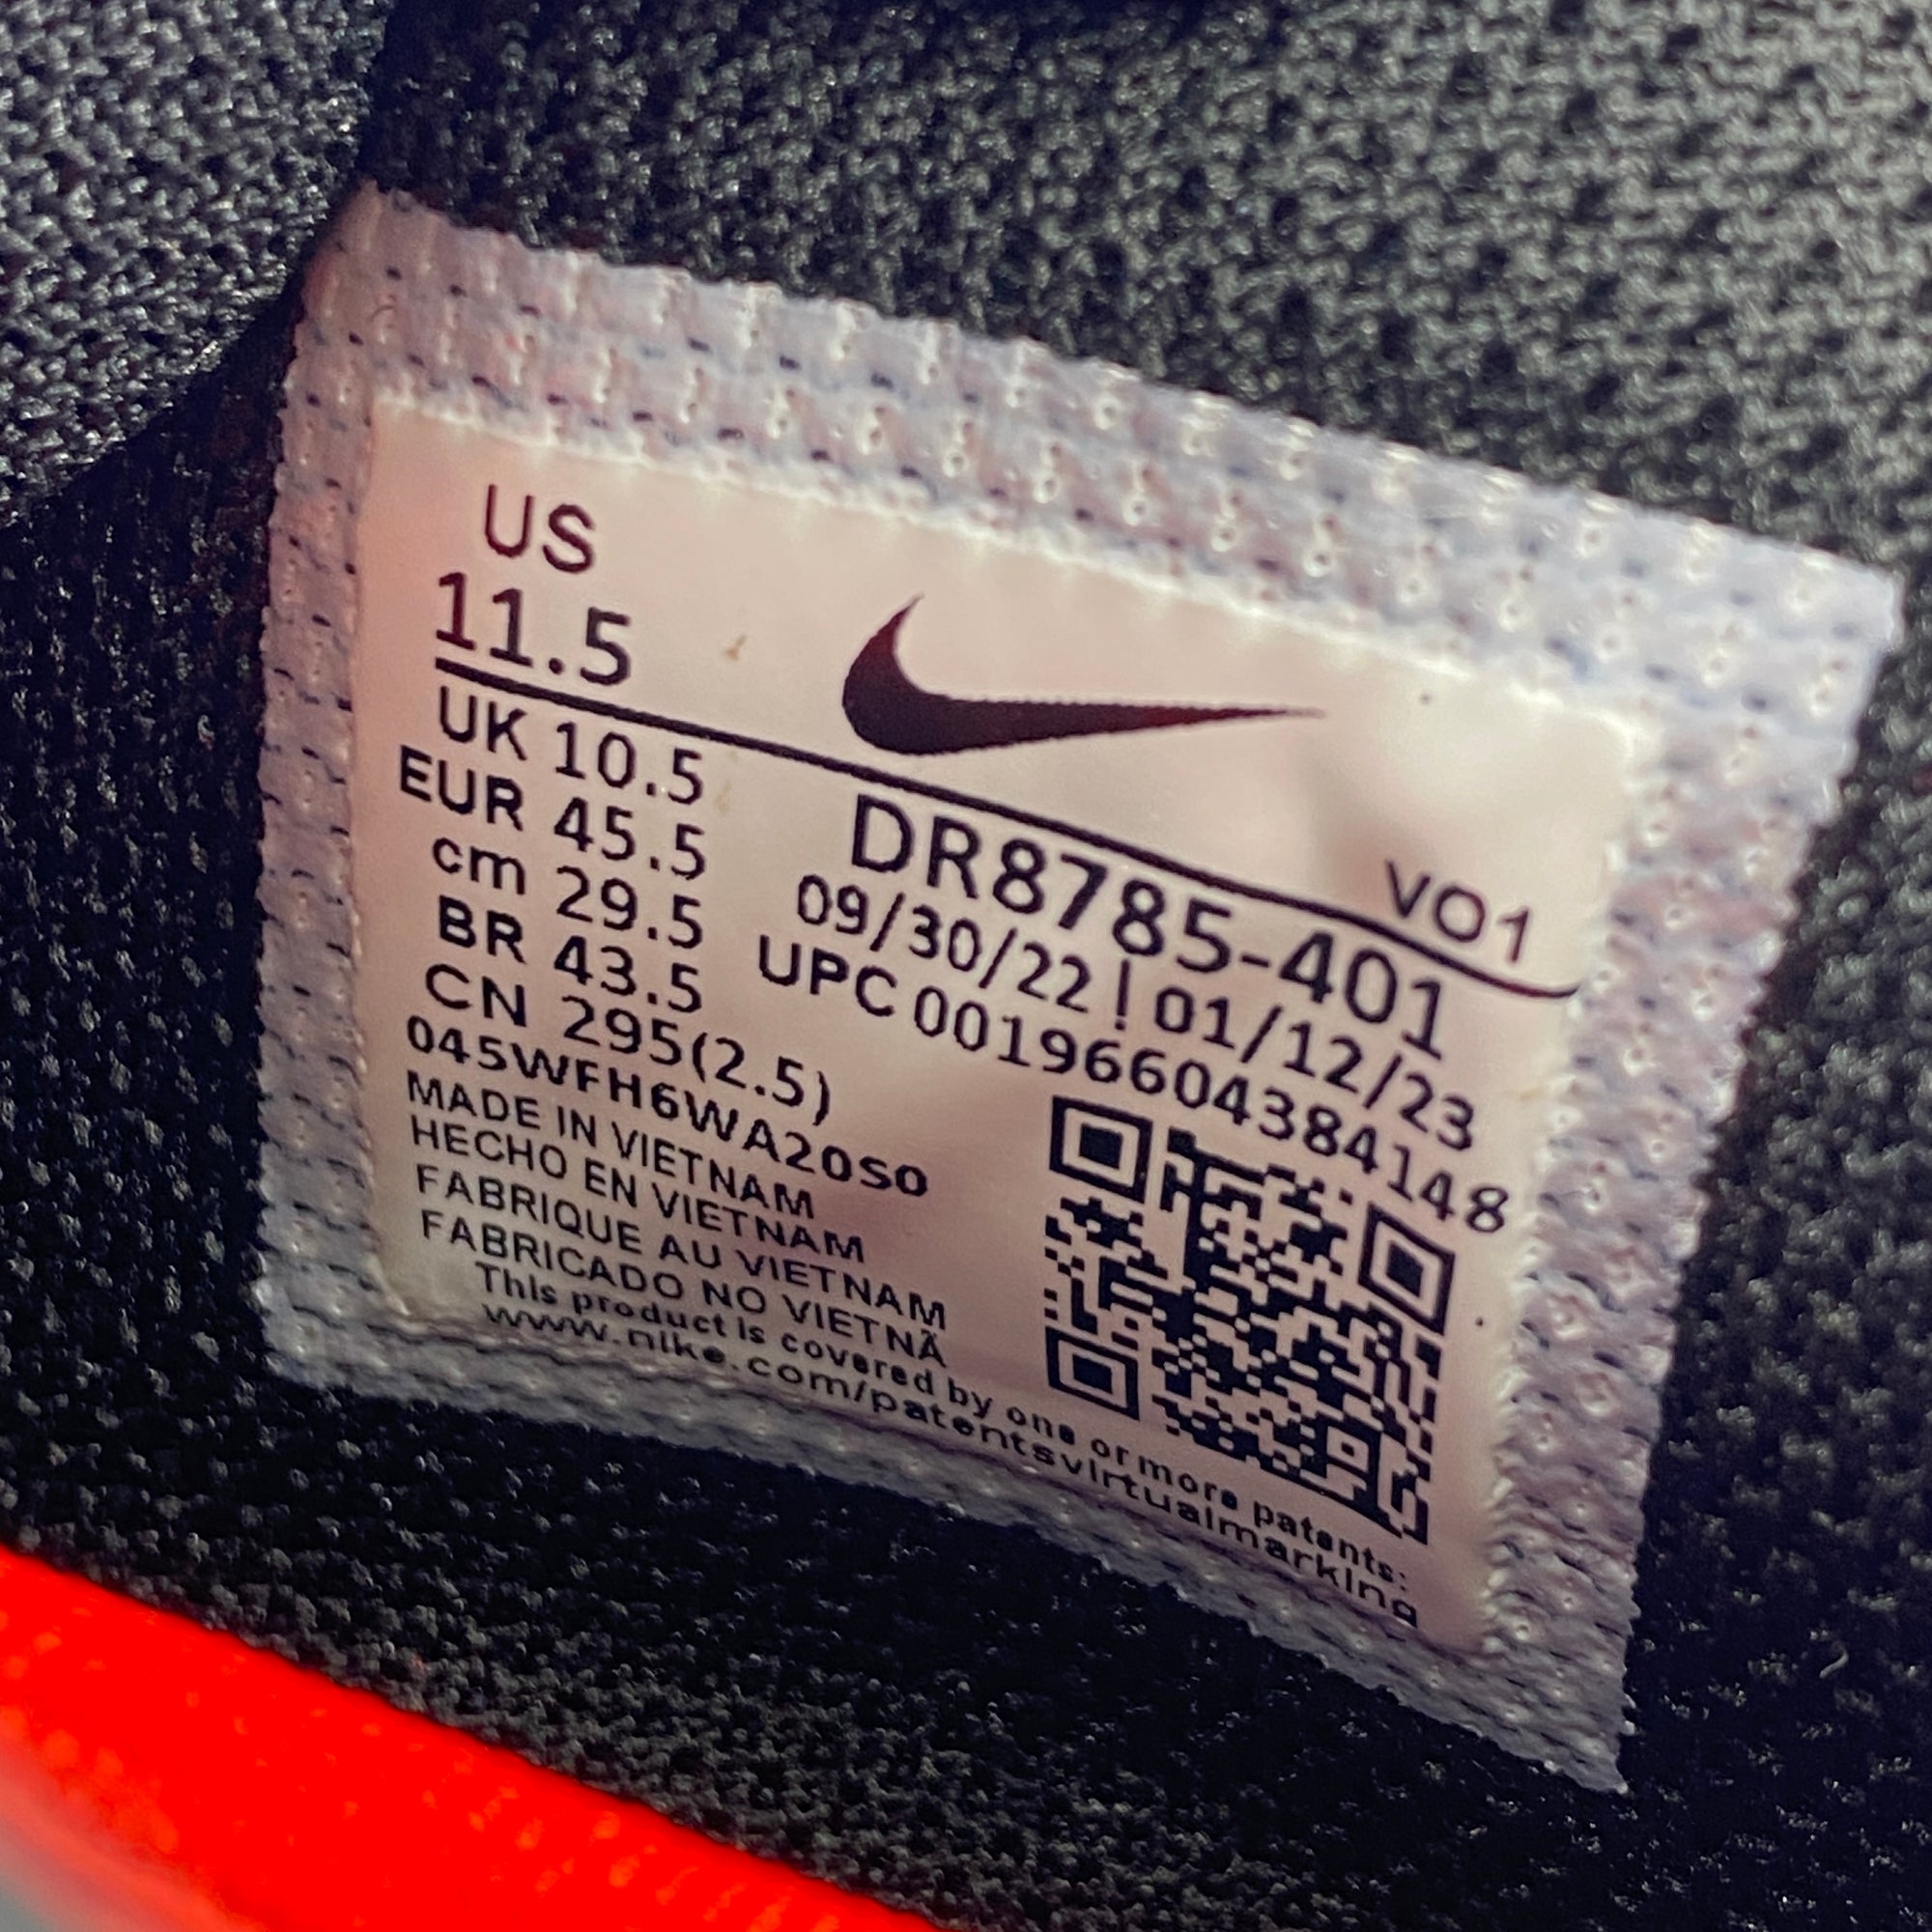 US
11.5
VO1
UK 10.5
EUR 45.5
cm 29.5
BR 43.5
CN 295(2.5)
DR8785-401
09/30/22 | 01/12/23
UPC 00196604384148
045WFH6WA20S0
MADE IN VIETNAM
HECHO EN VIETNAM
FABRIQUE AU VIETNAM
FABRICADO NO VIETNÃ
This product is covered by one or more patents:
www.nike.com/patentsvirtualmarking